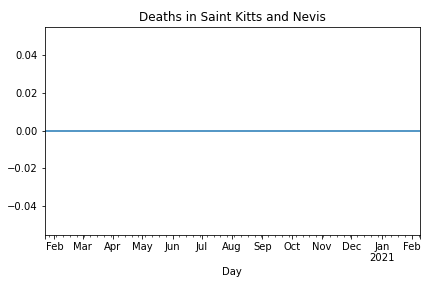 Deaths in Saint Kitts and Nevis
0.04
0.02
0.00
−0.02
−0.04
Feb Mar Apr May Jun Jul Aug Sep Oct Nov Dec Jan Feb
2021
Day